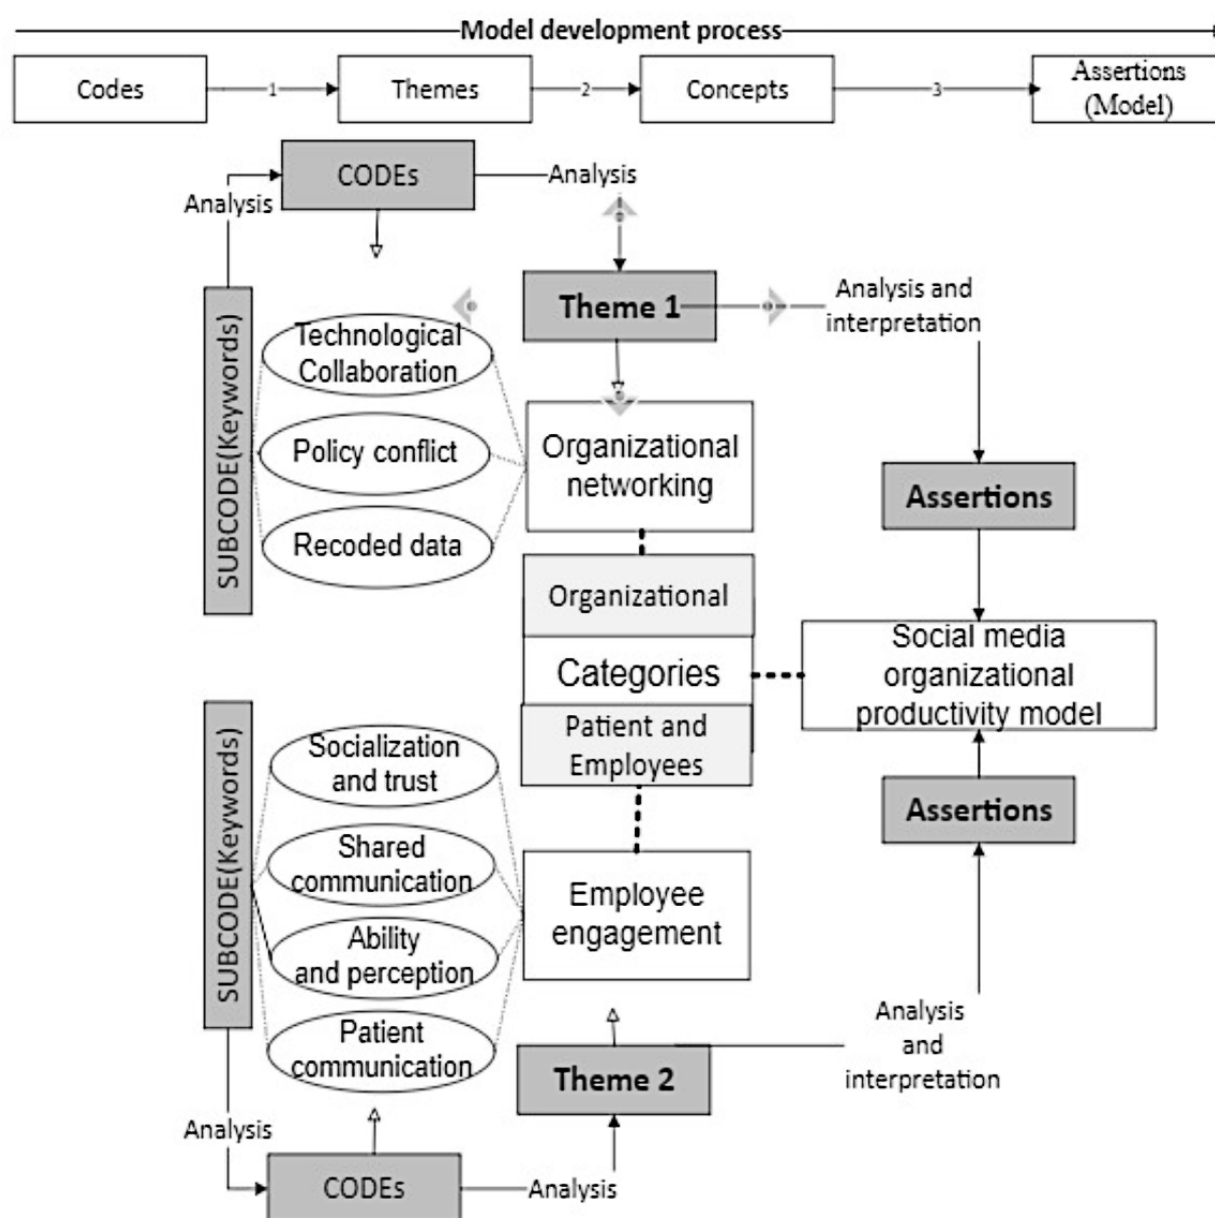 Model development process
Codes
1
Themes
2
Concepts
3
Assertions
(Model)
CODEs
Analysis
Analysis
SUBCODE(Keywords)
Theme 1
Analysis and
interpretation
Technological
Collaboration
Policy conflict
Recoded data
Organizational
networking
Assertions
Organizational
Categories
Patient and
Employees
Social media
organizational
productivity model
SUBCODE(Keywords)
Socialization
and trust
Shared
communication
Ability
and perception
Patient
communication
Employee
engagement
Assertions
Analysis
and
interpretation
Theme 2
Analysis
CODEs
Analysis